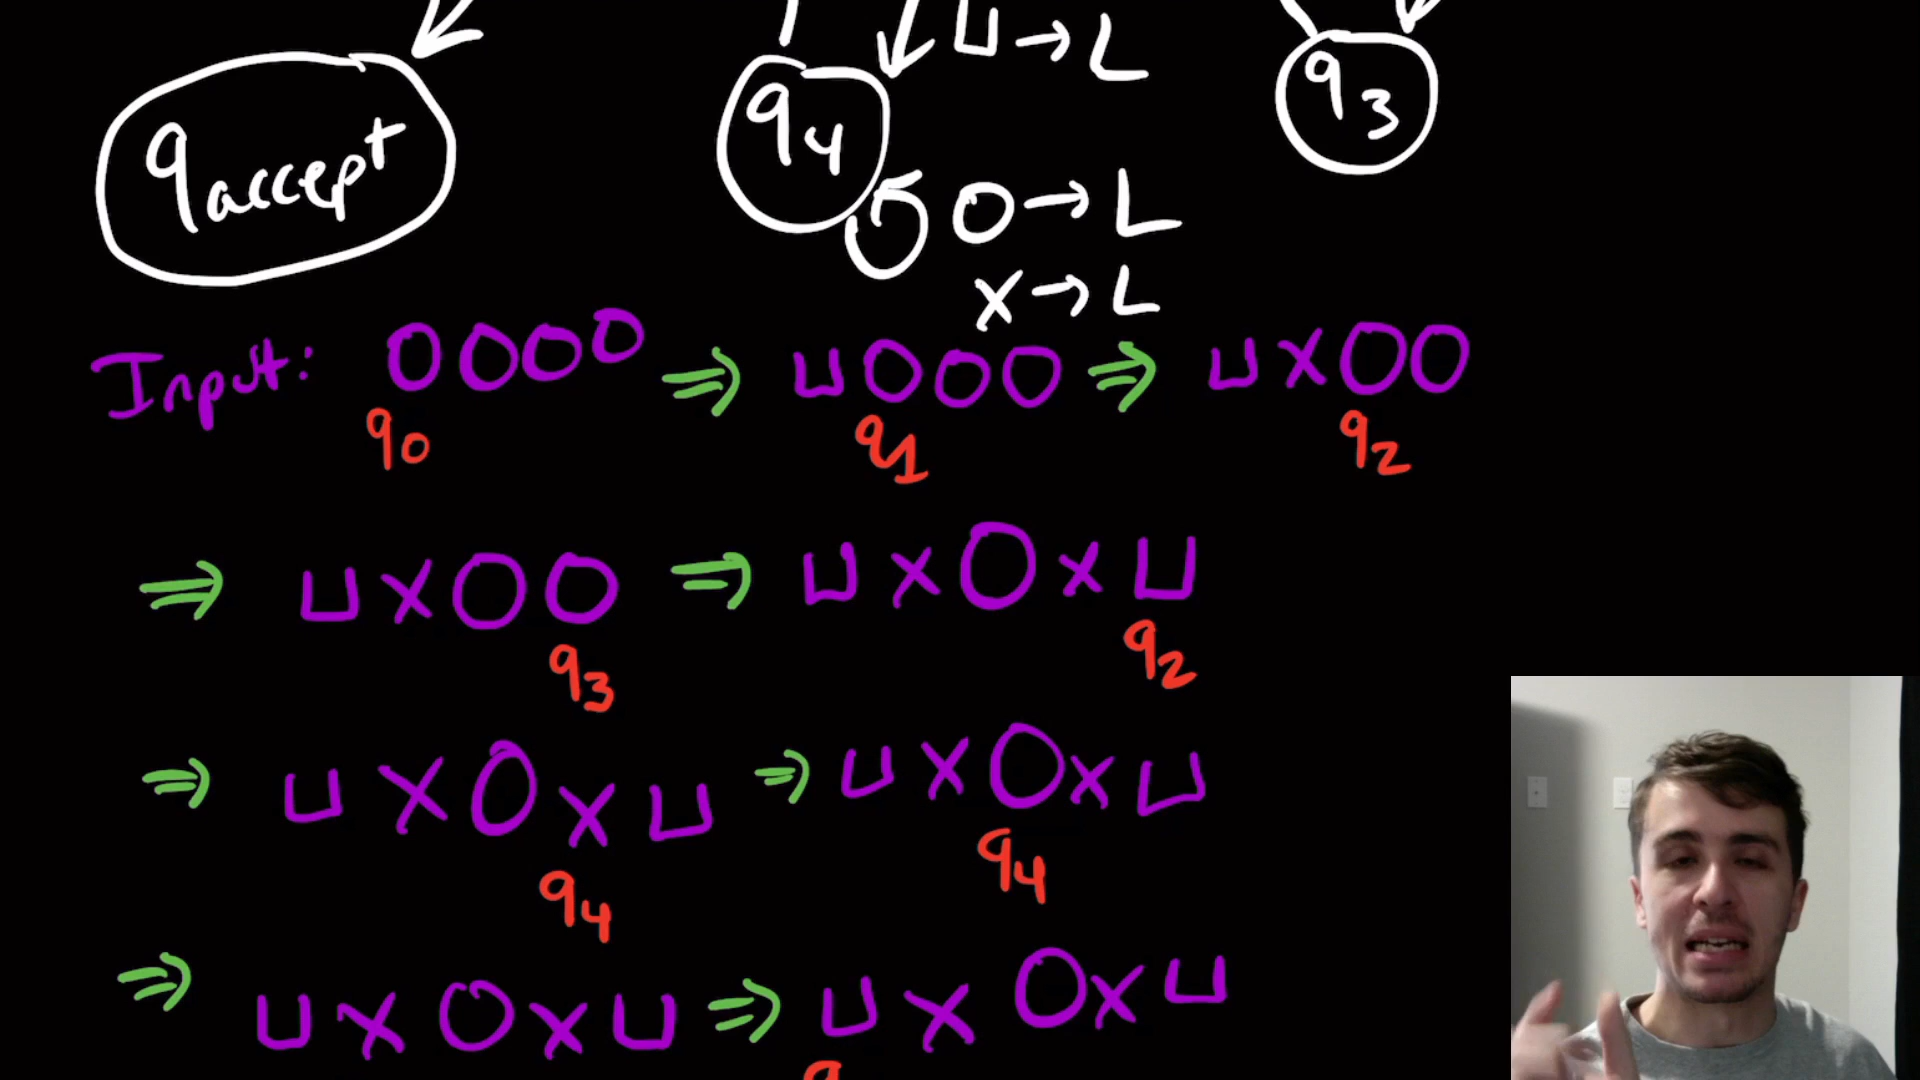 ⊔ → L
q3
q4
qaccept
0 → L
x → L
Input: 0000 ⇒ ⊔000 ⇒ ⊔x00
q0 q1 q2
⇒ ⊔x00 ⇒ ⊔x0x⊔
q3 q2
⇒ ⊔x0x⊔ ⇒ ⊔x0x⊔
q4 q4
⇒ ⊔x0x⊔ ⇒ ⊔x0x⊔